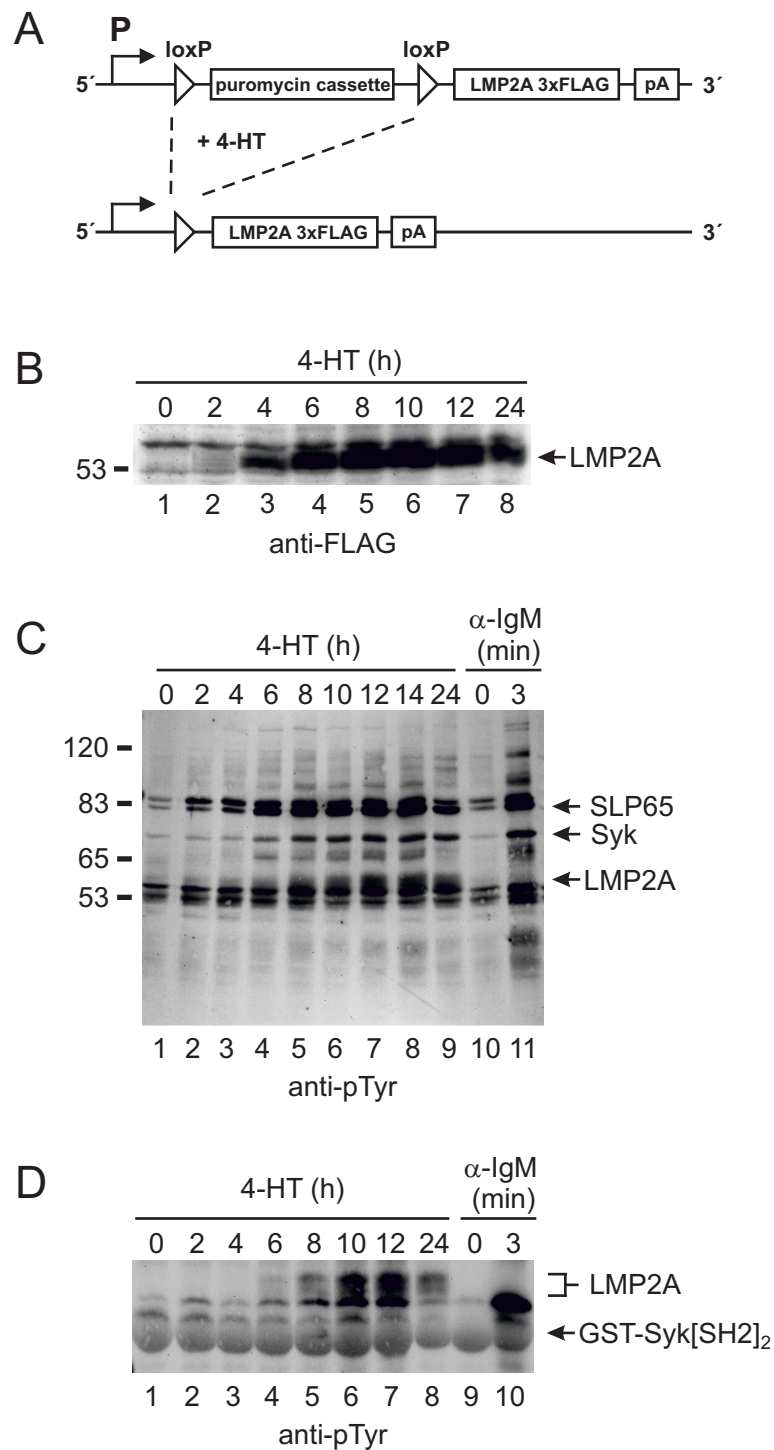 A
P
loxP loxP
5´ puromycin cassette LMP2A 3xFLAG pA 3´
+ 4-HT
5´ LMP2A 3xFLAG pA 3´
B
4-HT (h)
0 2 4 6 8 10 12 24
53
LMP2A
1 2 3 4 5 6 7 8
anti-FLAG
C
4-HT (h)
α-IgM
(min)
0 2 4 6 8 10 12 14 24 0 3
120
83
65
53
SLP65
Syk
LMP2A
1 2 3 4 5 6 7 8 9 10 11
anti-pTyr
D
4-HT (h)
α-IgM
(min)
0 2 4 6 8 10 12 24 0 3
LMP2A
GST-Syk[SH2]₂
1 2 3 4 5 6 7 8 9 10
anti-pTyr